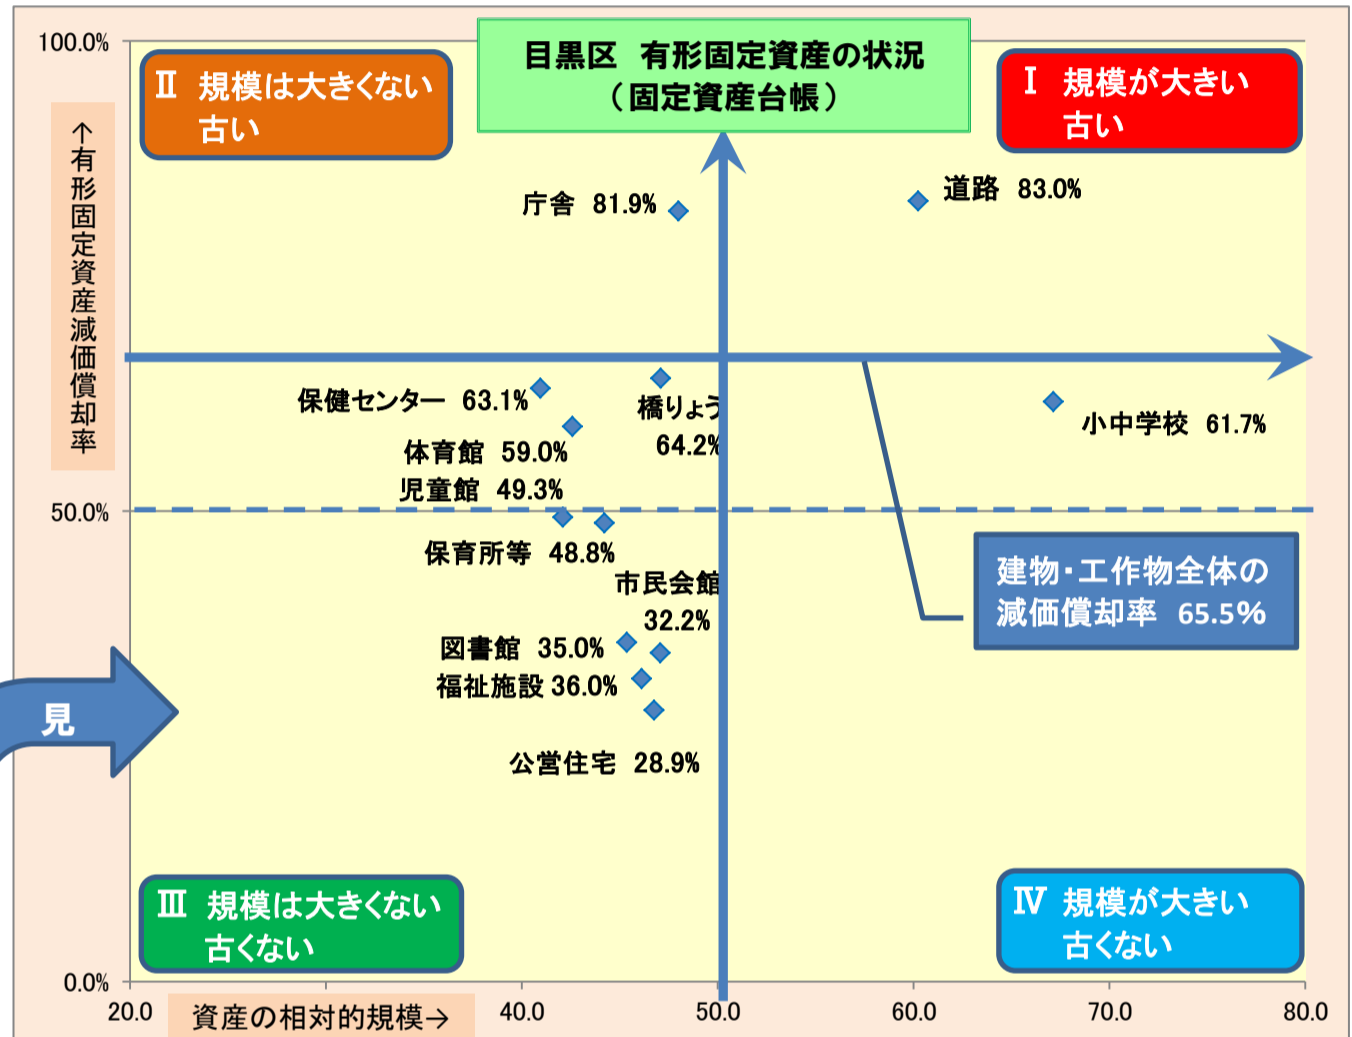 目黒区 有形固定資産の状況
（固定資産台帳）
100.0%
Ⅱ 規模は大きくない
古い
Ⅰ 規模が大きい
古い
↑有形固定資産減価償却率
庁舎 81.9%
道路 83.0%
保健センター 63.1%
橋りょう
64.2%
小中学校 61.7%
体育館 59.0%
児童館 49.3%
50.0%
保育所等 48.8%
建物・工作物全体の
減価償却率 65.5%
市民会館
32.2%
図書館 35.0%
福祉施設 36.0%
見
公営住宅 28.9%
Ⅲ 規模は大きくない
古くない
Ⅳ 規模が大きい
古くない
0.0%
20.0
40.0
50.0
60.0
70.0
80.0
資産の相対的規模→